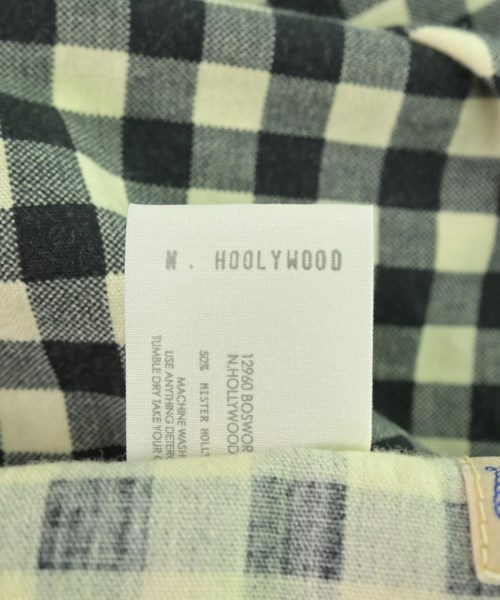 N. HOOLYWOOD
12960 BOSWOR
N.HOLLYWOOD
50% MISTER HOLL
MACHINE WASH
USE ANYTHING DETER
TUMBLE DRY TAKE YOUR